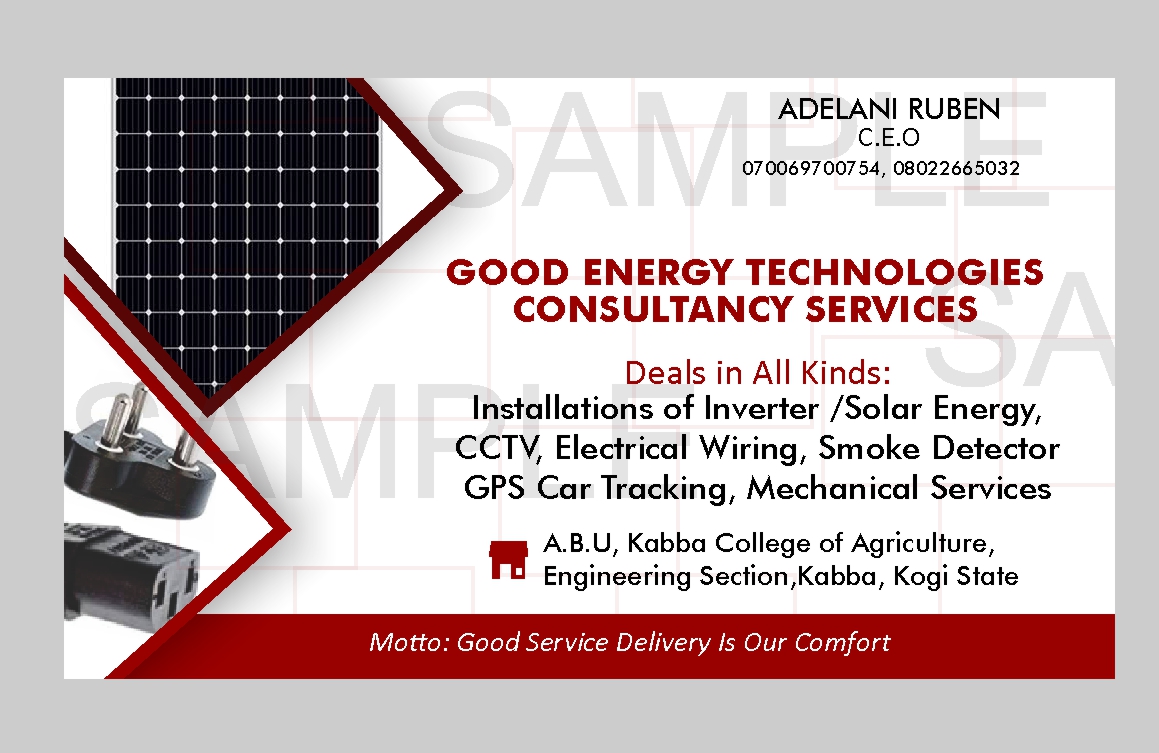 SAMPLE
ADELANI RUBEN
C.E.O
070069700754, 08022665032
GOOD ENERGY TECHNOLOGIES
CONSULTANCY SERVICES
SA
Deals in All Kinds:
Installations of Inverter /Solar Energy,
CCTV, Electrical Wiring, Smoke Detector
GPS Car Tracking, Mechanical Services
SAMPLE
A.B.U, Kabba College of Agriculture,
Engineering Section,Kabba, Kogi State
Motto: Good Service Delivery Is Our Comfort